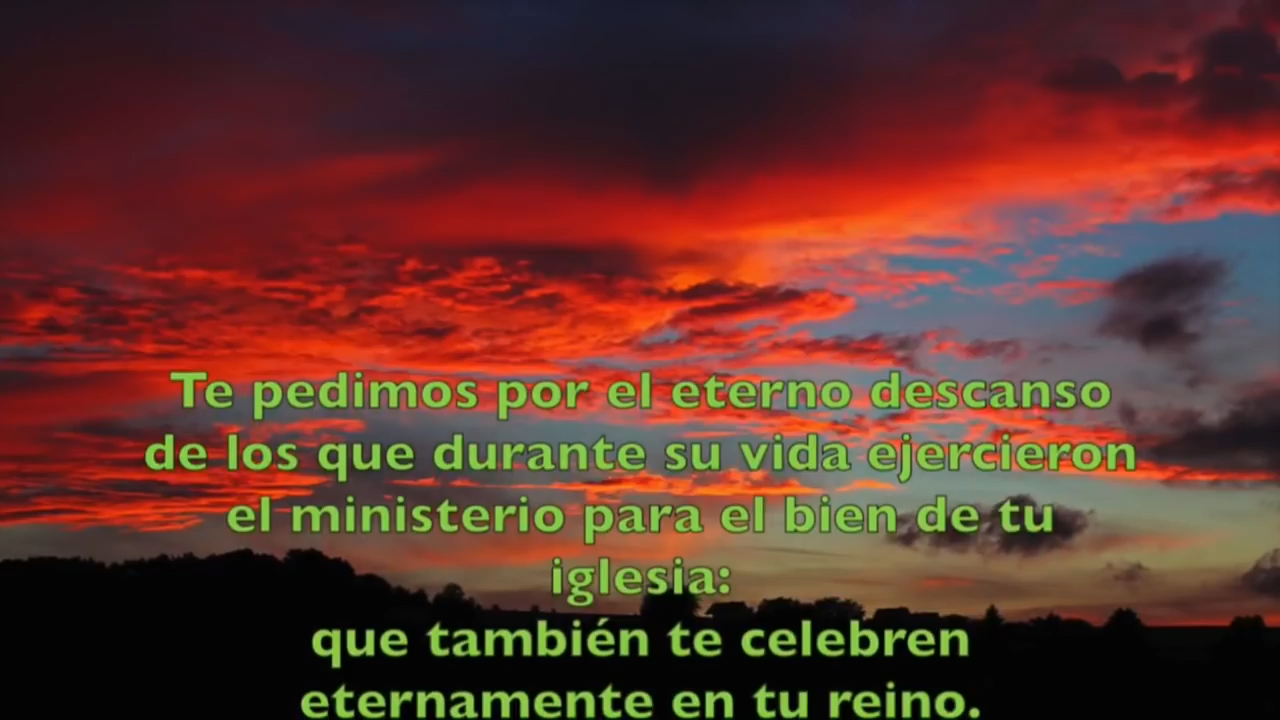 Te pedimos por el eterno descanso
de los que durante su vida ejercieron
el ministerio para el bien de tu
iglesia:
que también te celebren
eternamente en tu reino.